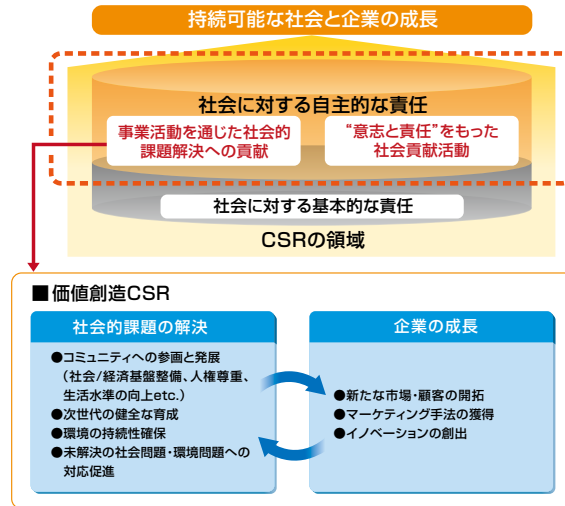 持続可能な社会と企業の成長
社会に対する自主的な責任
事業活動を通じた社会的
課題解決への貢献
“意志と責任”をもった
社会貢献活動
社会に対する基本的な責任
CSRの領域
■価値創造CSR
社会的課題の解決
●コミュニティへの参画と発展
（社会/経済基盤整備、人権尊重、
生活水準の向上etc.）
●次世代の健全な育成
●環境の持続性確保
●未解決の社会問題・環境問題への
対応促進
企業の成長
●新たな市場・顧客の開拓
●マーケティング手法の獲得
●イノベーションの創出